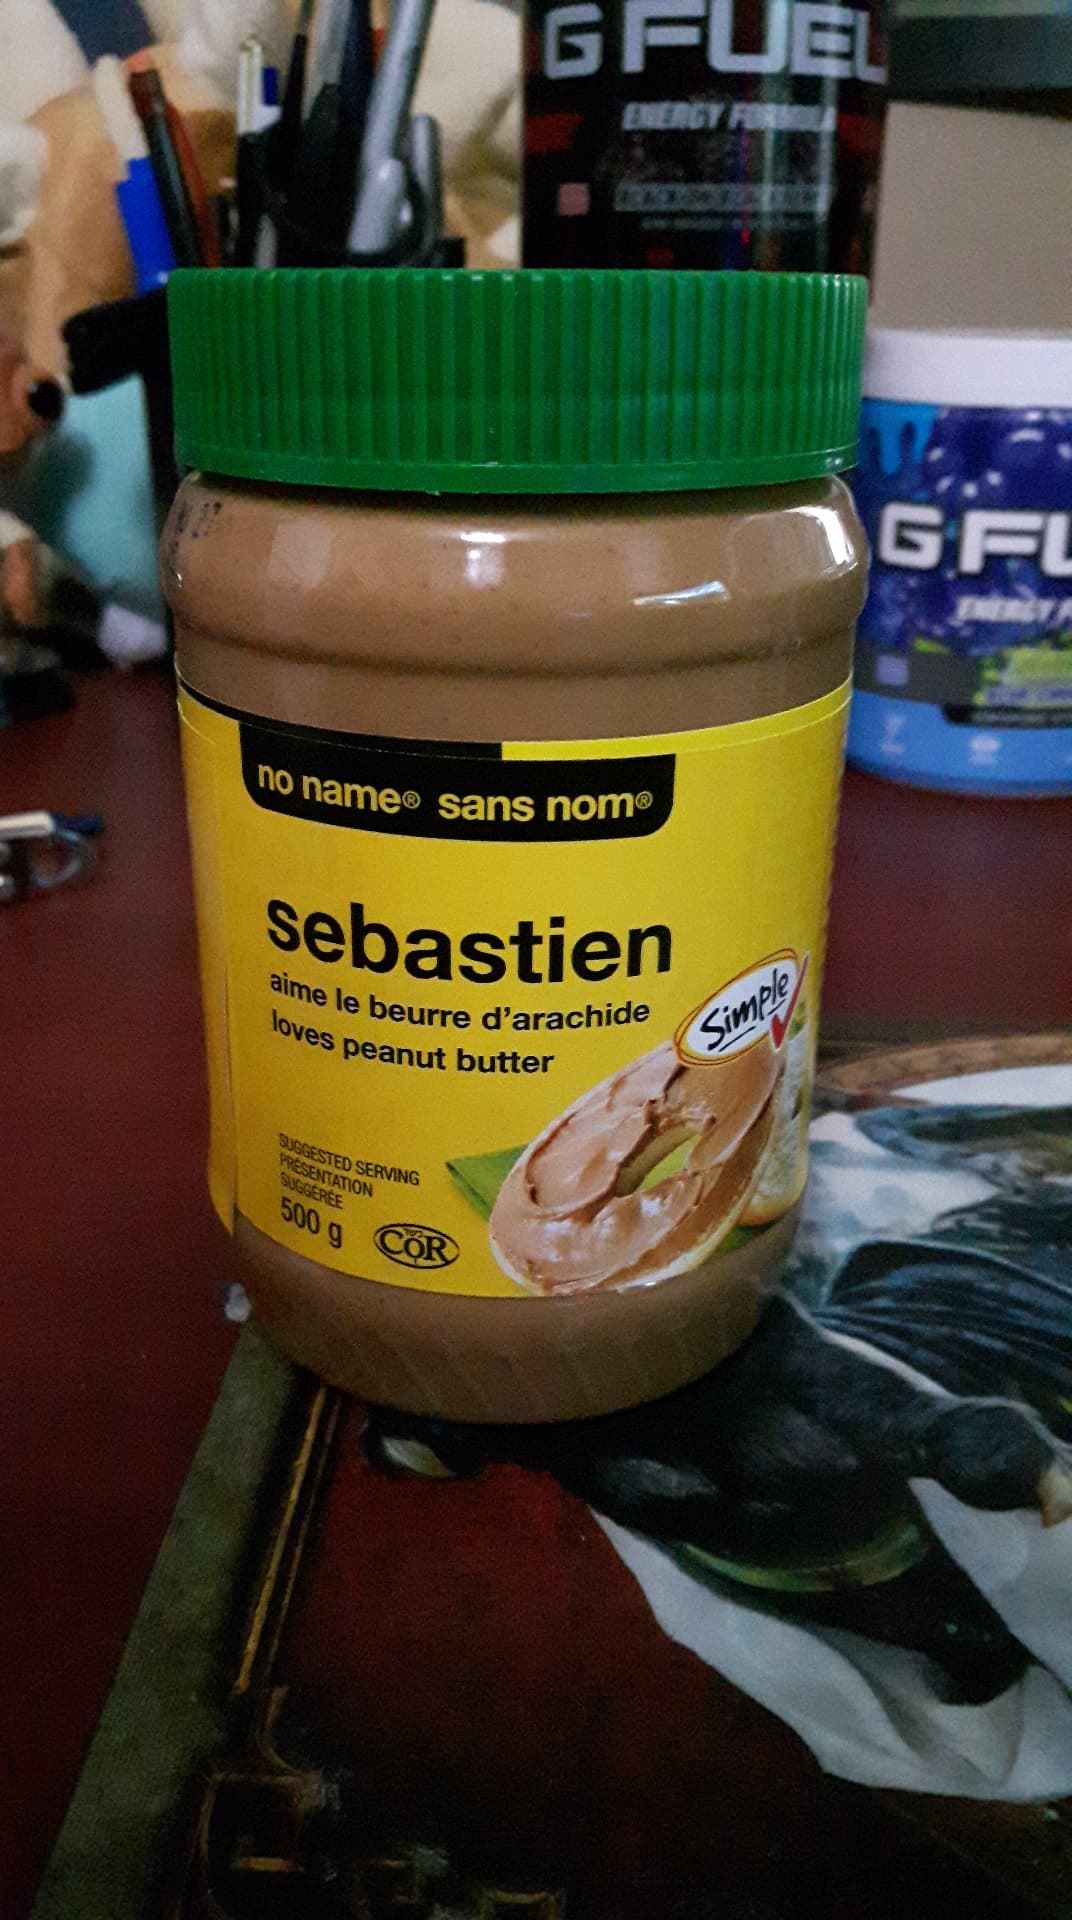 G FUEL
ENERGY FORMULA
G FU
ENERGY F
no name® sans nom®
sebastien
aime le beurre d'arachide
loves peanut butter
Simple
SUGGESTED SERVING
PRÉSENTATION
SUGGÉRÉE
500 g
COR